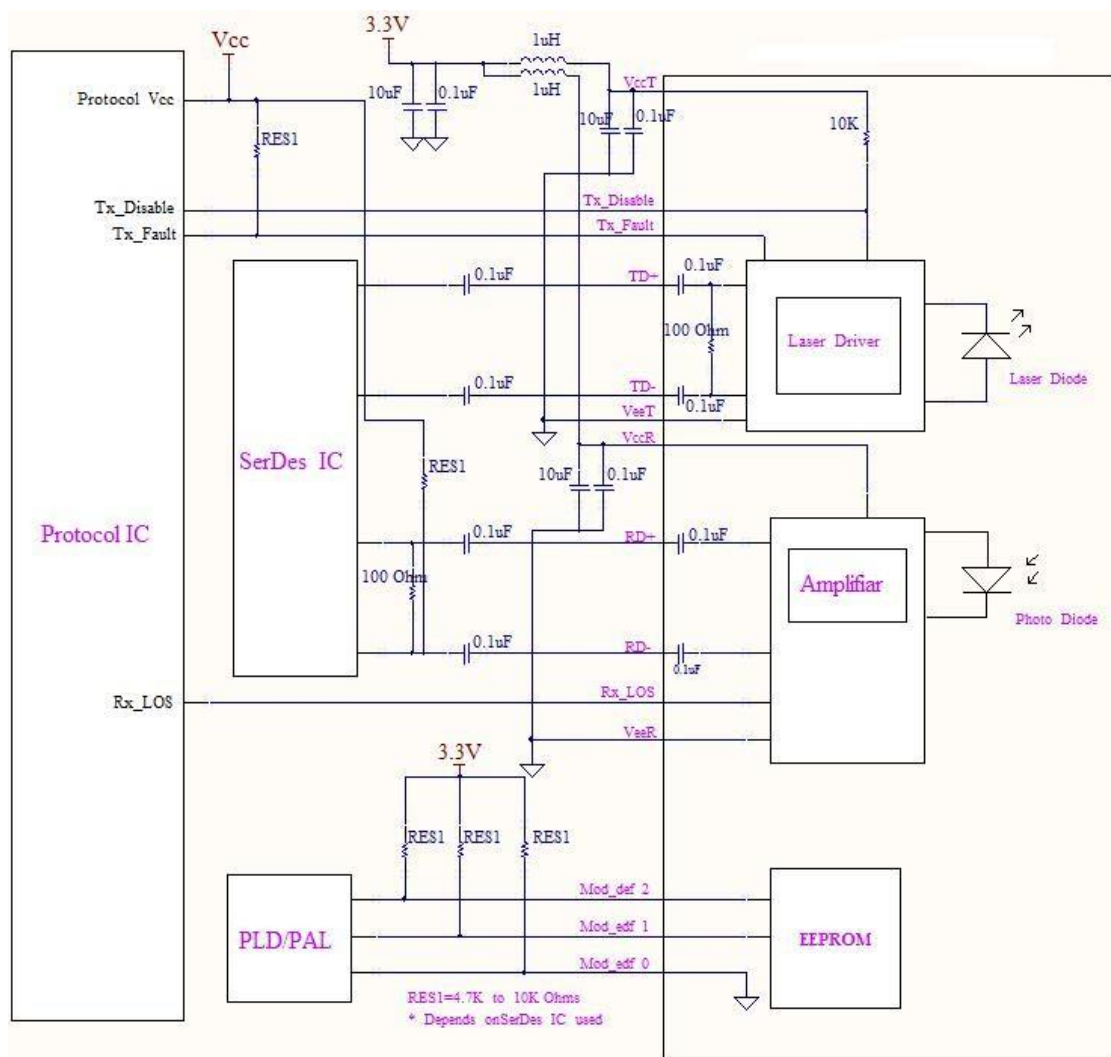 3.3V
1uH
Vcc
1uH
VccT
Protocol Vcc
10uF
0.1uF
10uF
0.1uF
10K
RES1
Tx_Disable
Tx_Disable
Tx_Fault
Tx_Fault
0.1uF
TD+
0.1uF
100 Ohm
Laser Driver
Laser Diode
0.1uF
TD-
0.1uF
VeeT
VccR
SerDes IC
RES1
10uF
0.1uF
Protocol IC
0.1uF
RD+
0.1uF
100 Ohm
Amplifiar
Photo Diode
0.1uF
RD-
0.1uF
Rx_LOS
Rx_LOS
VeeR
3.3V
RES1
RES1
RES1
Mod_def 2
PLD/PAL
Mod_edf 1
EEPROM
Mod_edf 0
RES1=4.7K to 10K Ohms
* Depends onSerDes IC used